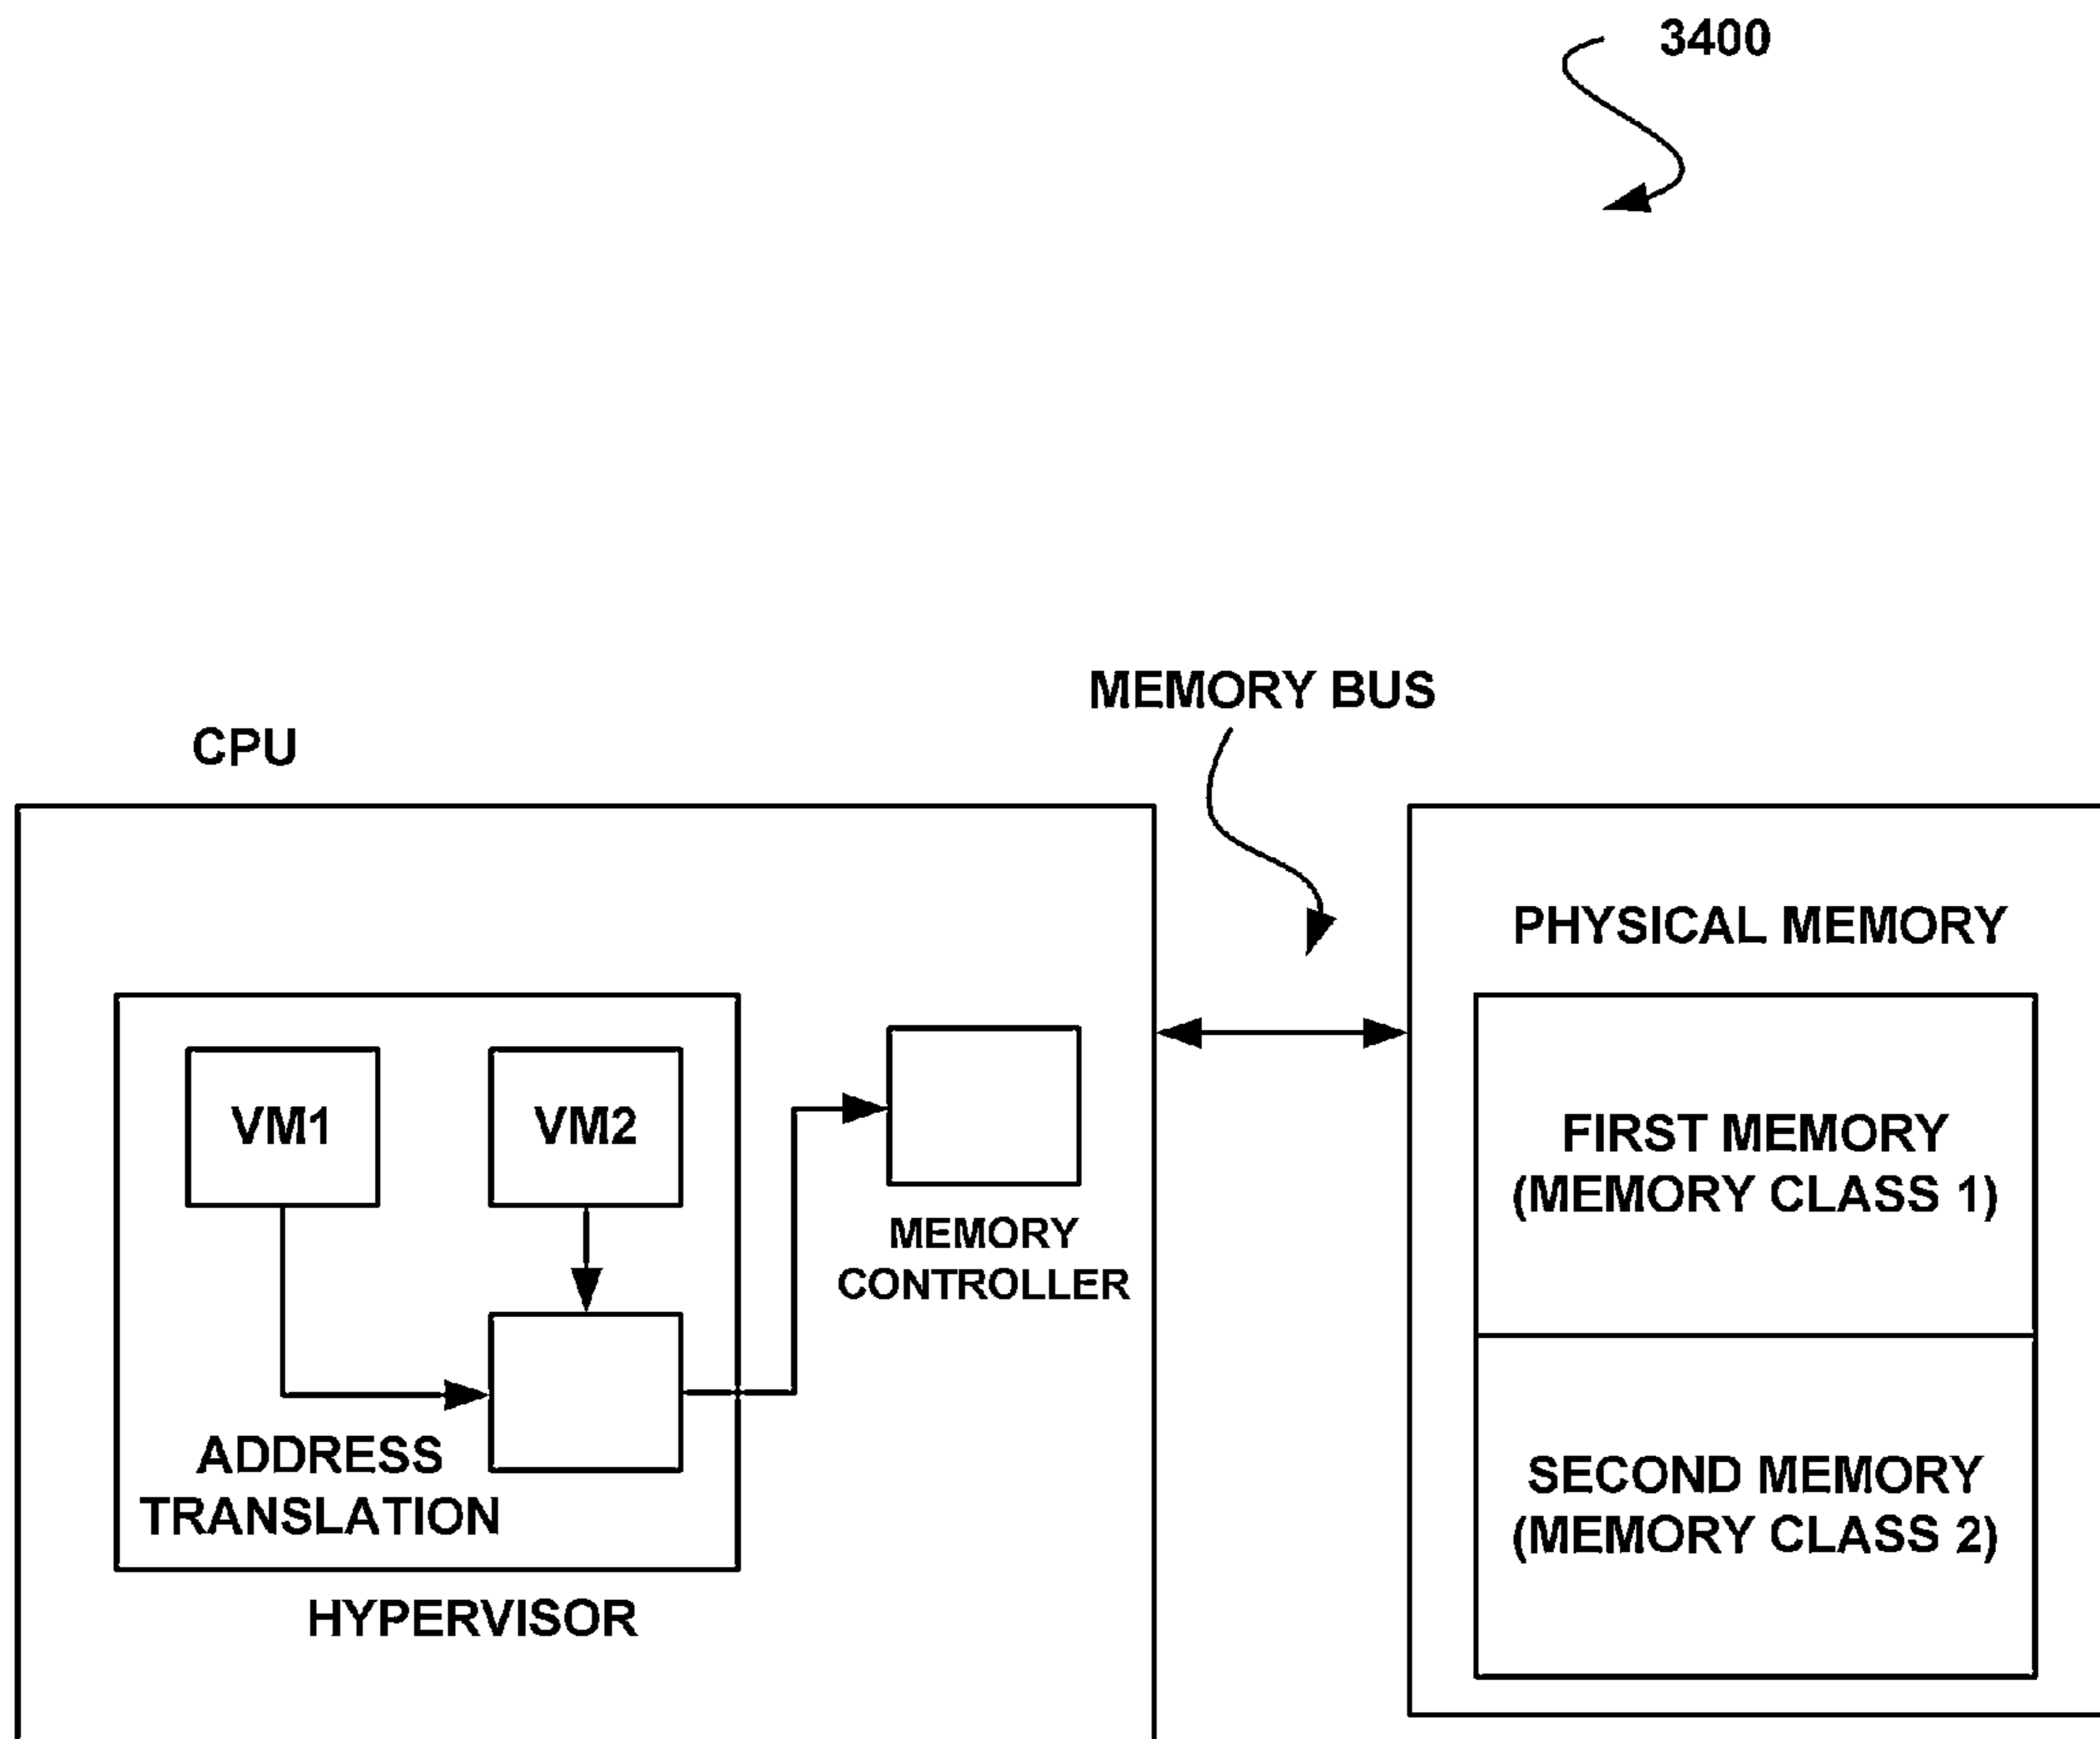 3400
MEMORY BUS
CPU
PHYSICAL MEMORY
VM1
VM2
FIRST MEMORY
(MEMORY CLASS 1)
MEMORY
CONTROLLER
ADDRESS
TRANSLATION
SECOND MEMORY
(MEMORY CLASS 2)
HYPERVISOR